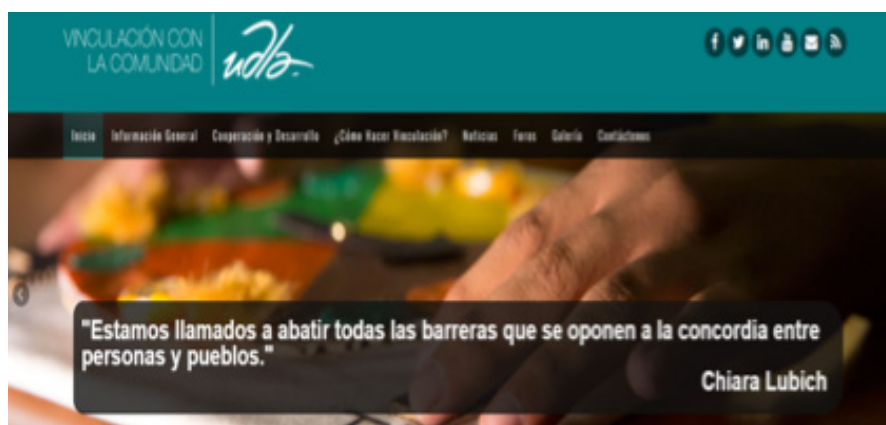 VINCULACIÓN CON
LA COMUNIDAD
udla-
Inicio Información General Cooperación y Desarrollo ¿Cómo Hacer Vinculación? Noticias Foros Galería Contáctenos
"Estamos llamados a abatir todas las barreras que se oponen a la concordia entre
personas y pueblos."
Chiara Lubich